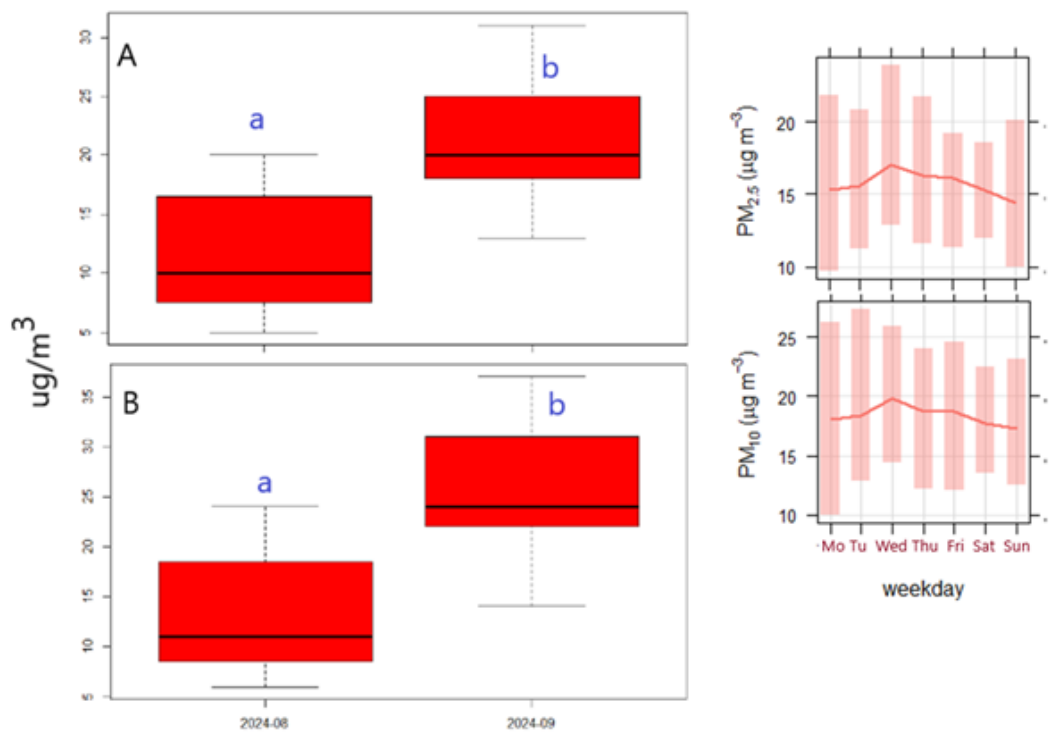 A
a
b
30
25
20
15
10
5
ug/m³
B
a
b
35
30
25
20
15
10
5
2024-08
2024-09
PM₂.₅ (μg m⁻³)
20
15
10
PM₁₀ (μg m⁻³)
25
20
15
10
Mo Tu Wed Thu Fri Sat Sun
weekday